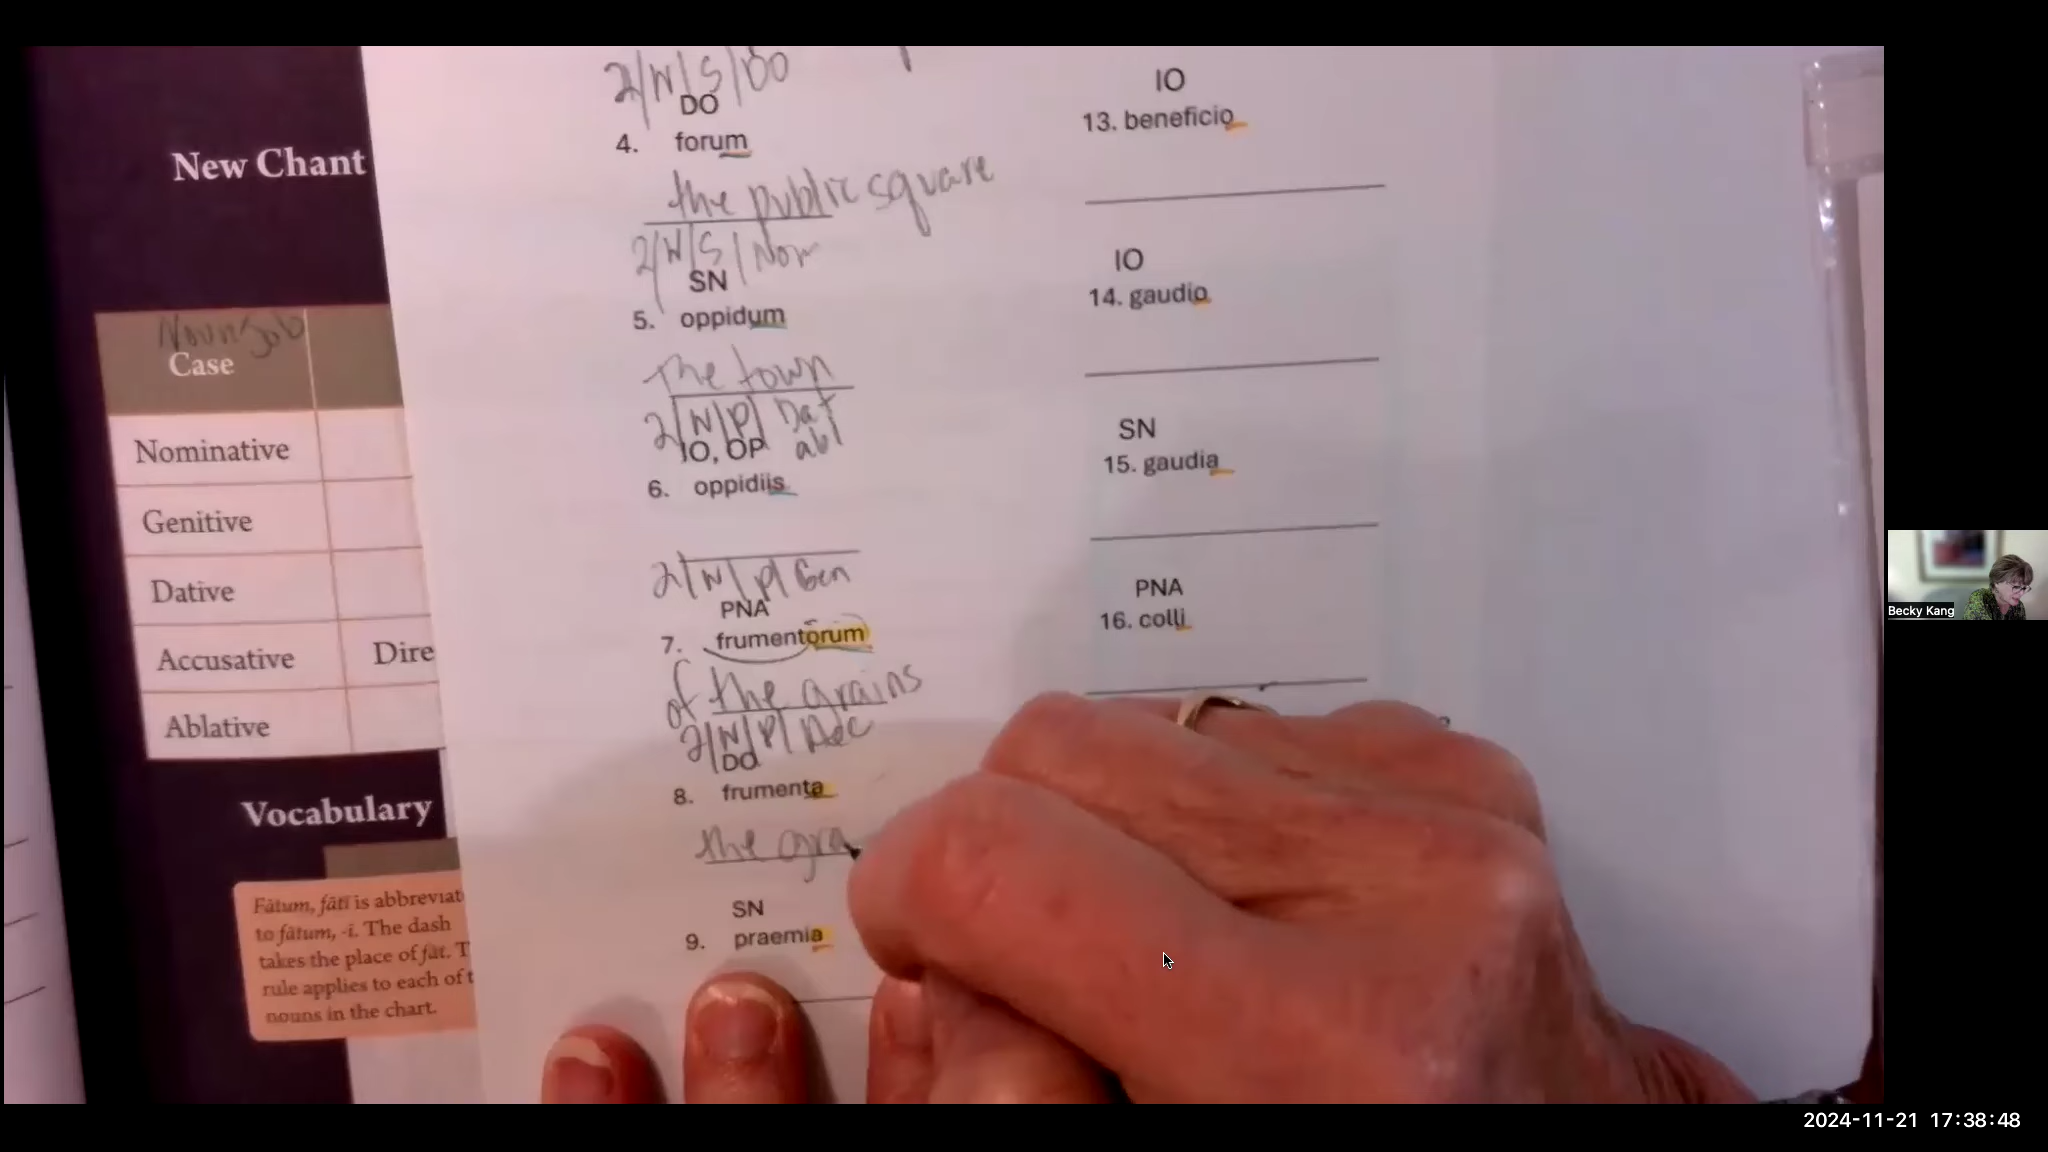 New Chant
Noun Job
Case
Nominative
Genitive
Dative
Accusative Dire
Ablative
Vocabulary
Fātum, fātī is abbreviat
to fātum, -i. The dash
takes the place of fāt. T
rule applies to each of t
nouns in the chart.
2/N/S/DO
DO
4. forum
the public square
2/N/S/Nom
SN
5. oppidum
The town
2/N/P/ Dat
abl
IO, OP
6. oppidiis
2/N/P/Gen
PNA
7. frumentorum
of the grains
2/N/P/
DO
8. frumenta
the gra
SN
9. praemia
IO
13. beneficio
IO
14. gaudio
SN
15. gaudia
PNA
16. colli
Becky Kang
2024-11-21 17:38:48